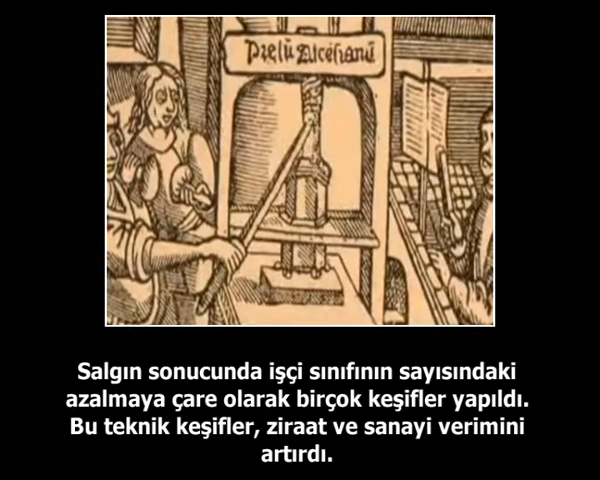 Prelū Ascēsianū
Salgın sonucunda işçi sınıfının sayısındaki
azalmaya çare olarak birçok keşifler yapıldı.
Bu teknik keşifler, ziraat ve sanayi verimini
artırdı.